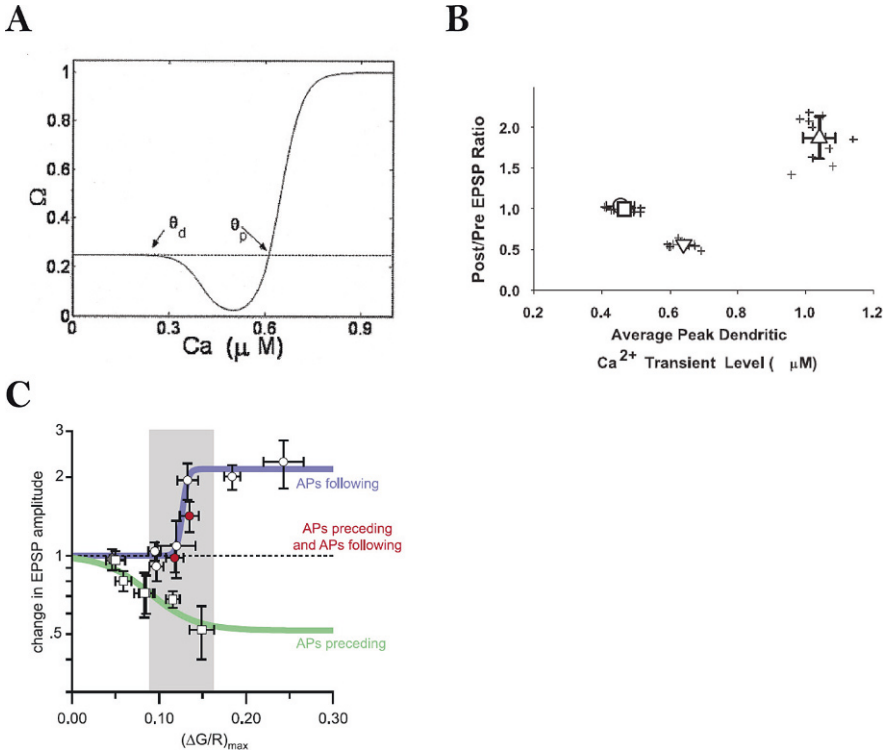 A
1
0.8
0.6
0.4
0.2
0
Ω
θd
θp
0
0.3
0.6
0.9
Ca (μ M)
B
2.0
1.5
1.0
0.5
0.0
Post/Pre EPSP Ratio
0.2
0.4
0.6
0.8
1.0
1.2
Average Peak Dendritic
Ca2+ Transient Level ( μM)
C
3
2
1
.5
change in EPSP amplitude
APs following
APs preceding
and APs following
APs preceding
0.00
0.10
0.20
0.30
(ΔG/R)max